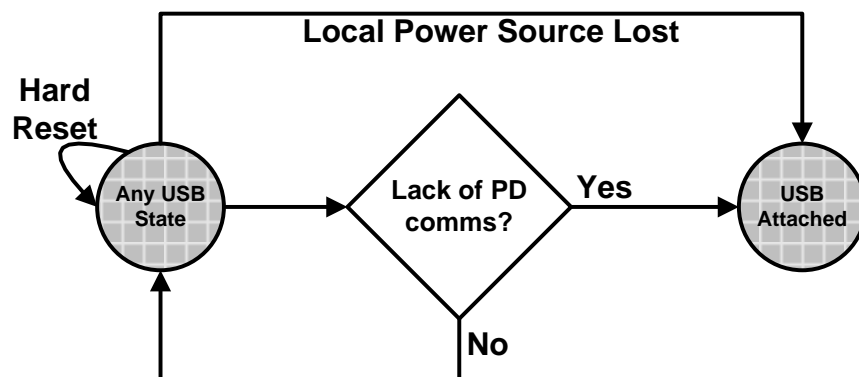 Local Power Source Lost
Hard
Reset
Any USB
State
Lack of PD
comms?
Yes
USB
Attached
No